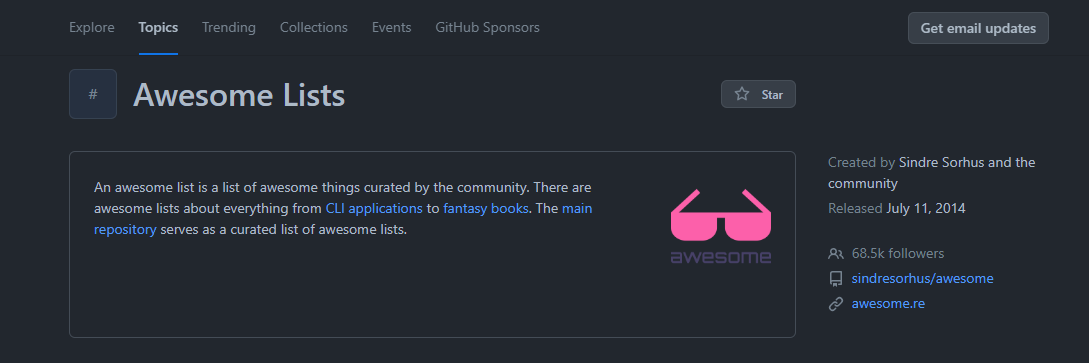 Explore Topics Trending Collections Events GitHub Sponsors Get email updates
# Awesome Lists Star
An awesome list is a list of awesome things curated by the community. There are
awesome lists about everything from CLI applications to fantasy books. The main
repository serves as a curated list of awesome lists.
awesome
Created by Sindre Sorhus and the
community
Released July 11, 2014
68.5k followers
sindresorhus/awesome
awesome.re